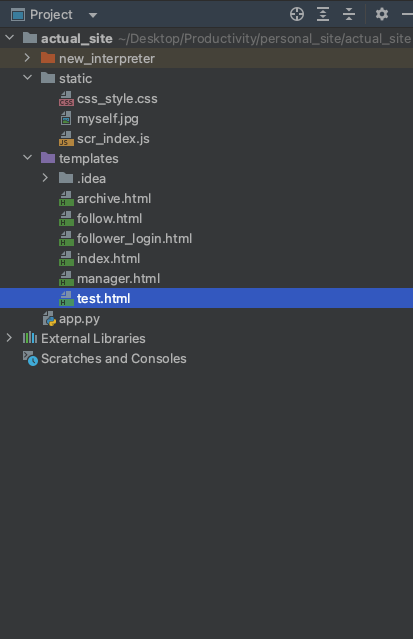 Project
actual_site ~/Desktop/Productivity/personal_site/actual_site
new_interpreter
static
css_style.css
myself.jpg
scr_index.js
templates
.idea
archive.html
follow.html
follower_login.html
index.html
manager.html
test.html
app.py
External Libraries
Scratches and Consoles